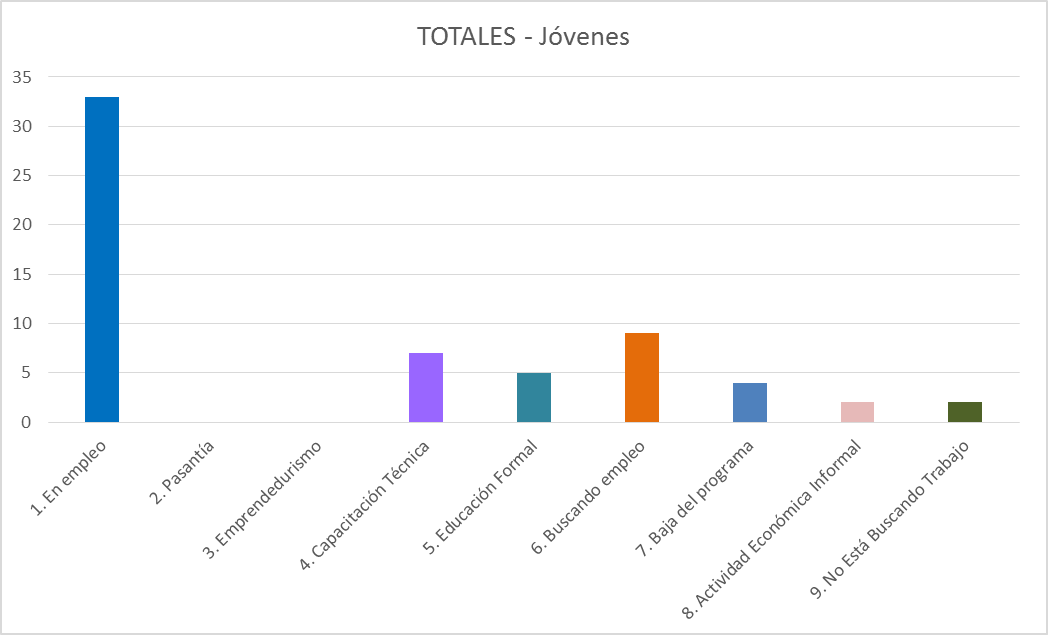 TOTALES - Jóvenes
35
30
25
20
15
10
5
0
1. En empleo
2. Pasantía
3. Emprendedurismo
4. Capacitación Técnica
5. Educación Formal
6. Buscando empleo
7. Baja del programa
8. Actividad Económica Informal
9. No Está Buscando Trabajo